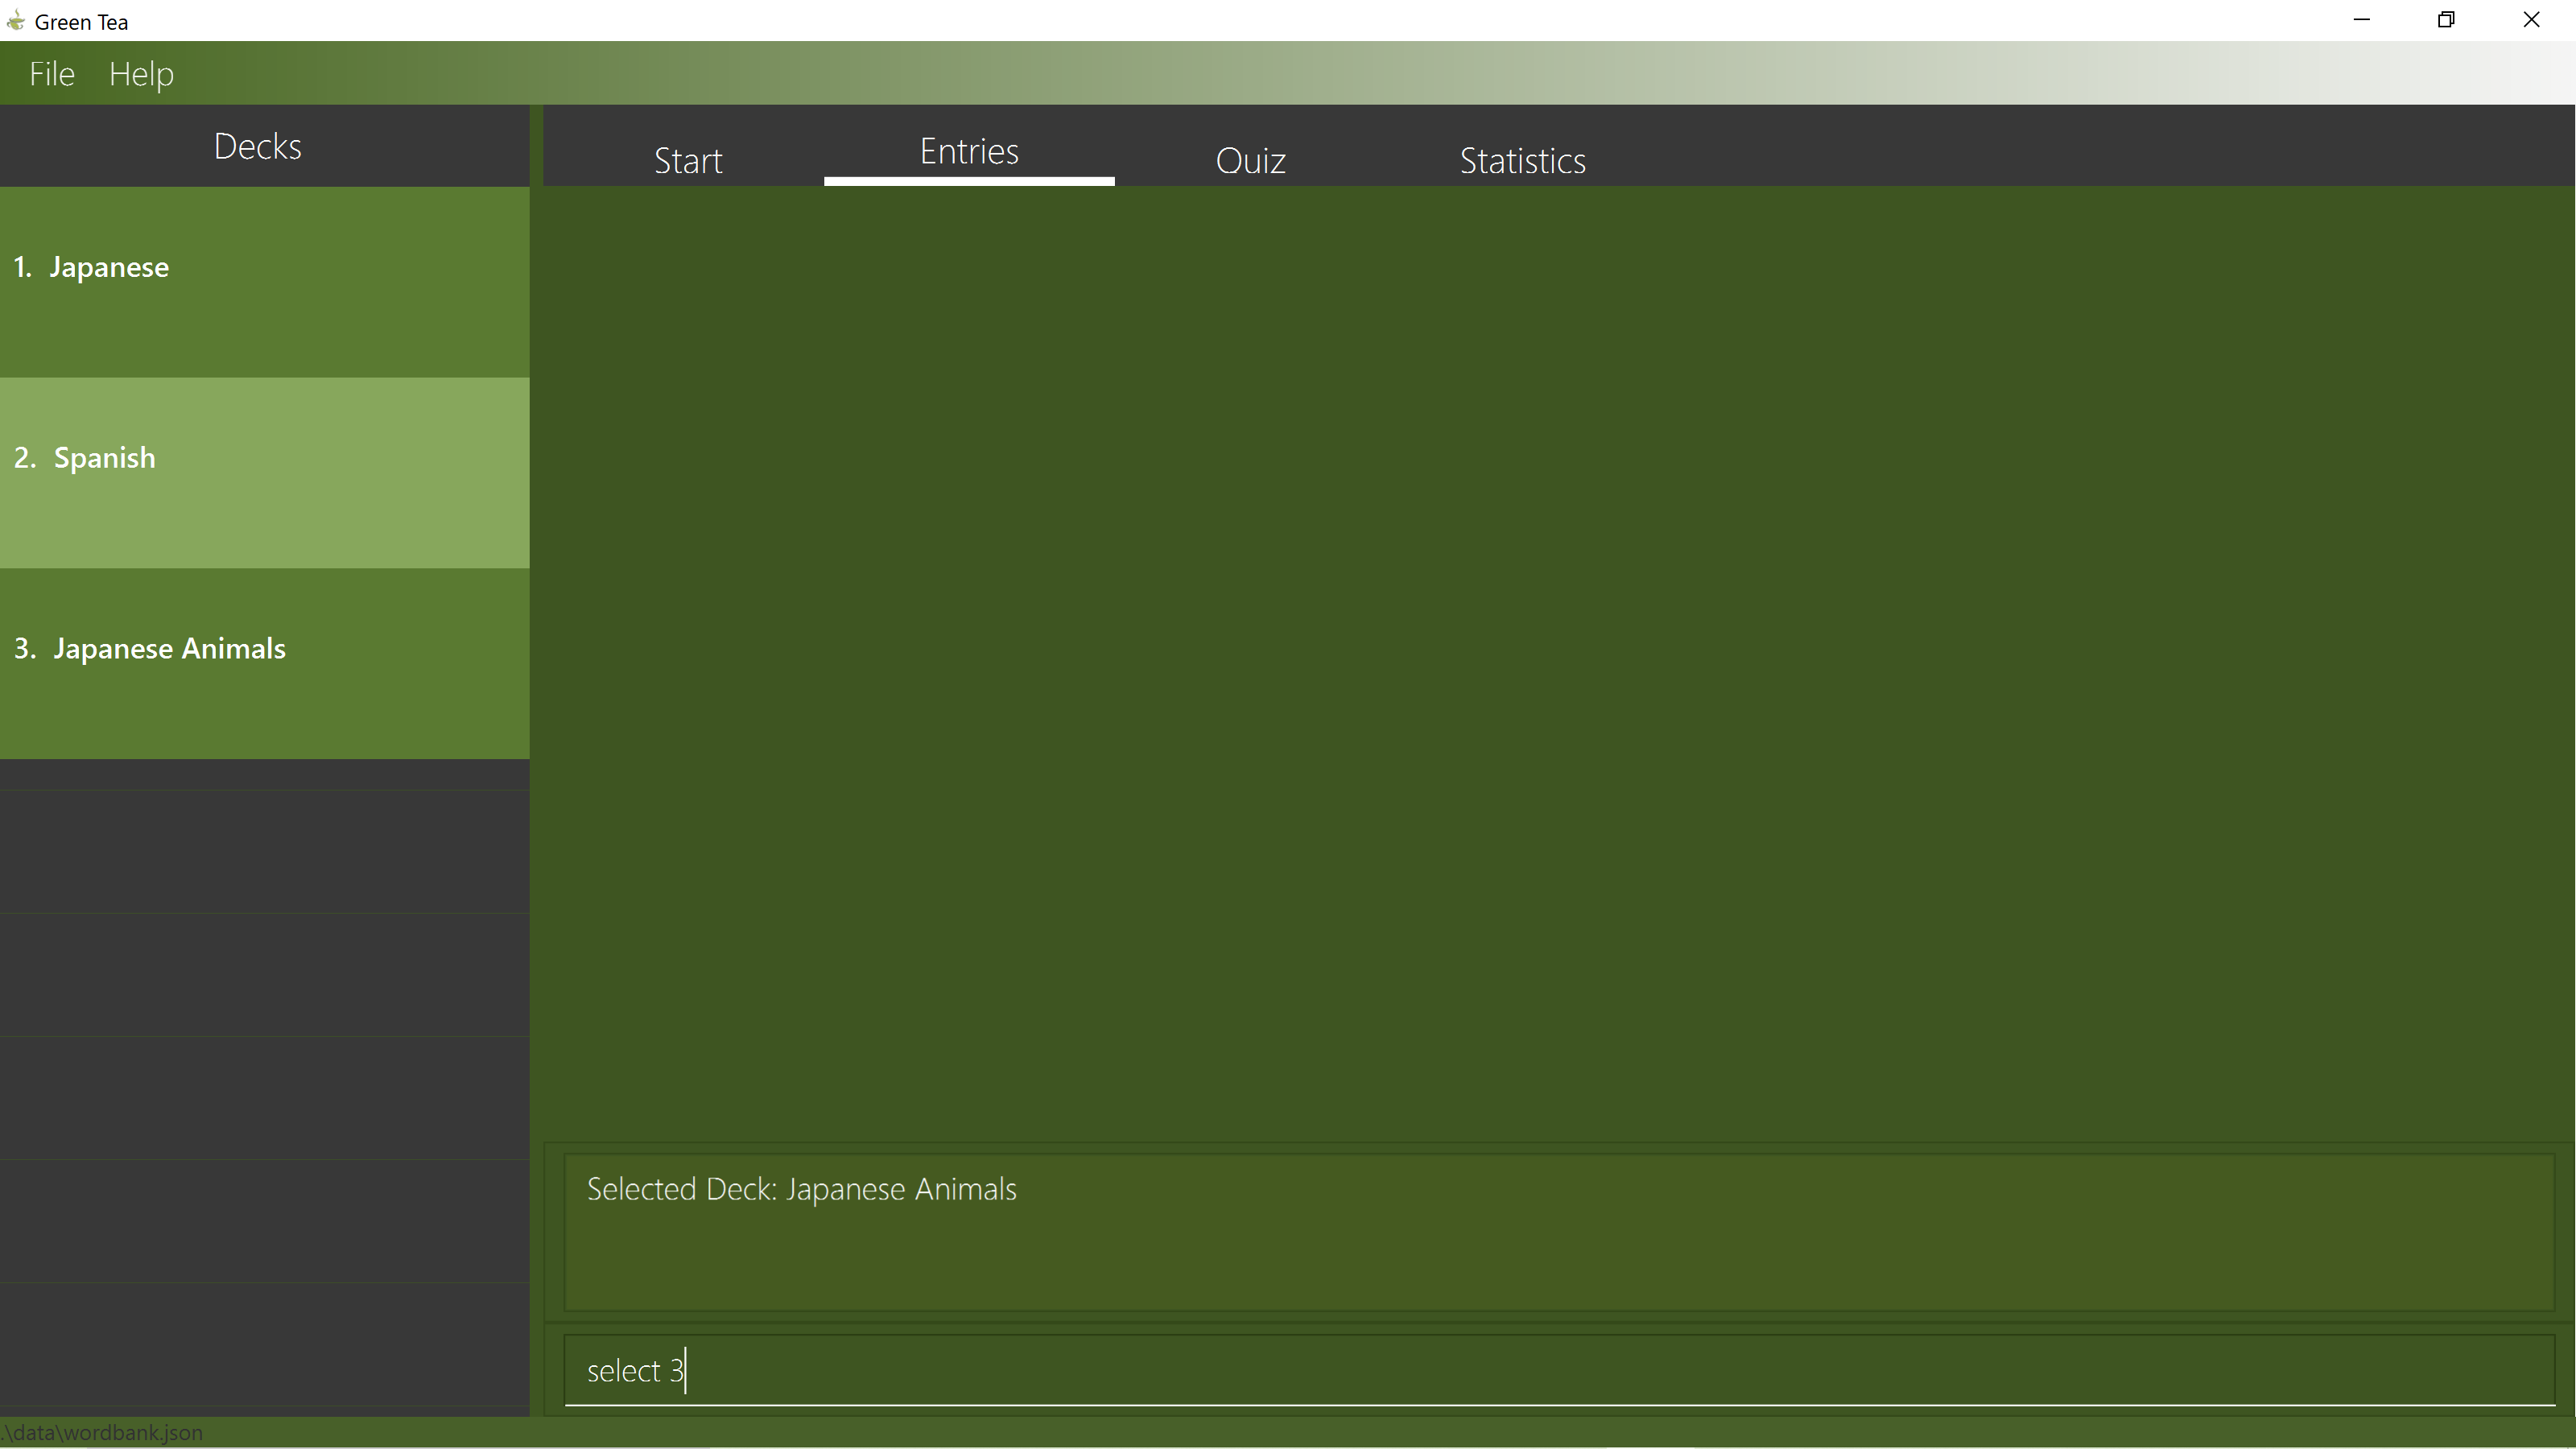 Green Tea
File Help
Decks
Start Entries Quiz Statistics
1. Japanese
2. Spanish
3. Japanese Animals
Selected Deck: Japanese Animals
select 3
.\data\wordbank.json